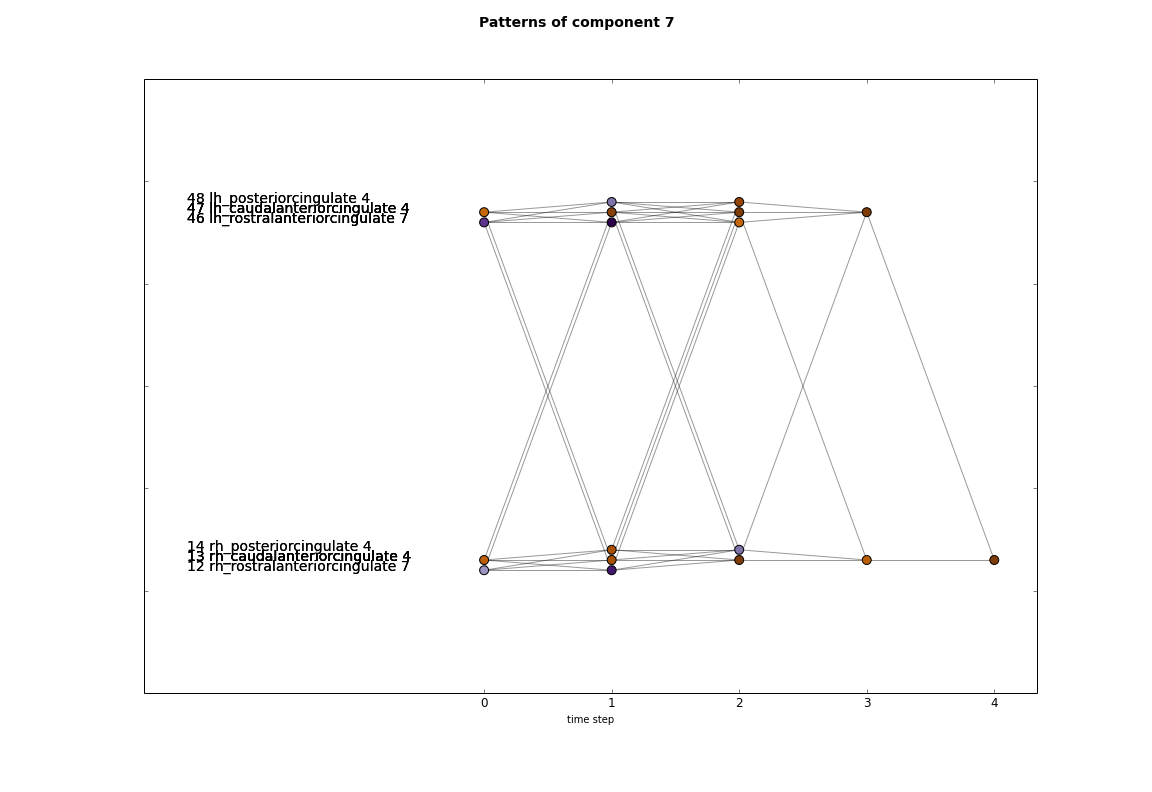 Patterns of component 7
48 lh_posteriorcingulate 4
47 lh_caudalanteriorcingulate 4
46 lh_rostralanteriorcingulate 7
14 rh_posteriorcingulate 4
13 rh_caudalanteriorcingulate 4
12 rh_rostralanteriorcingulate 7
0 1 2 3 4
time step